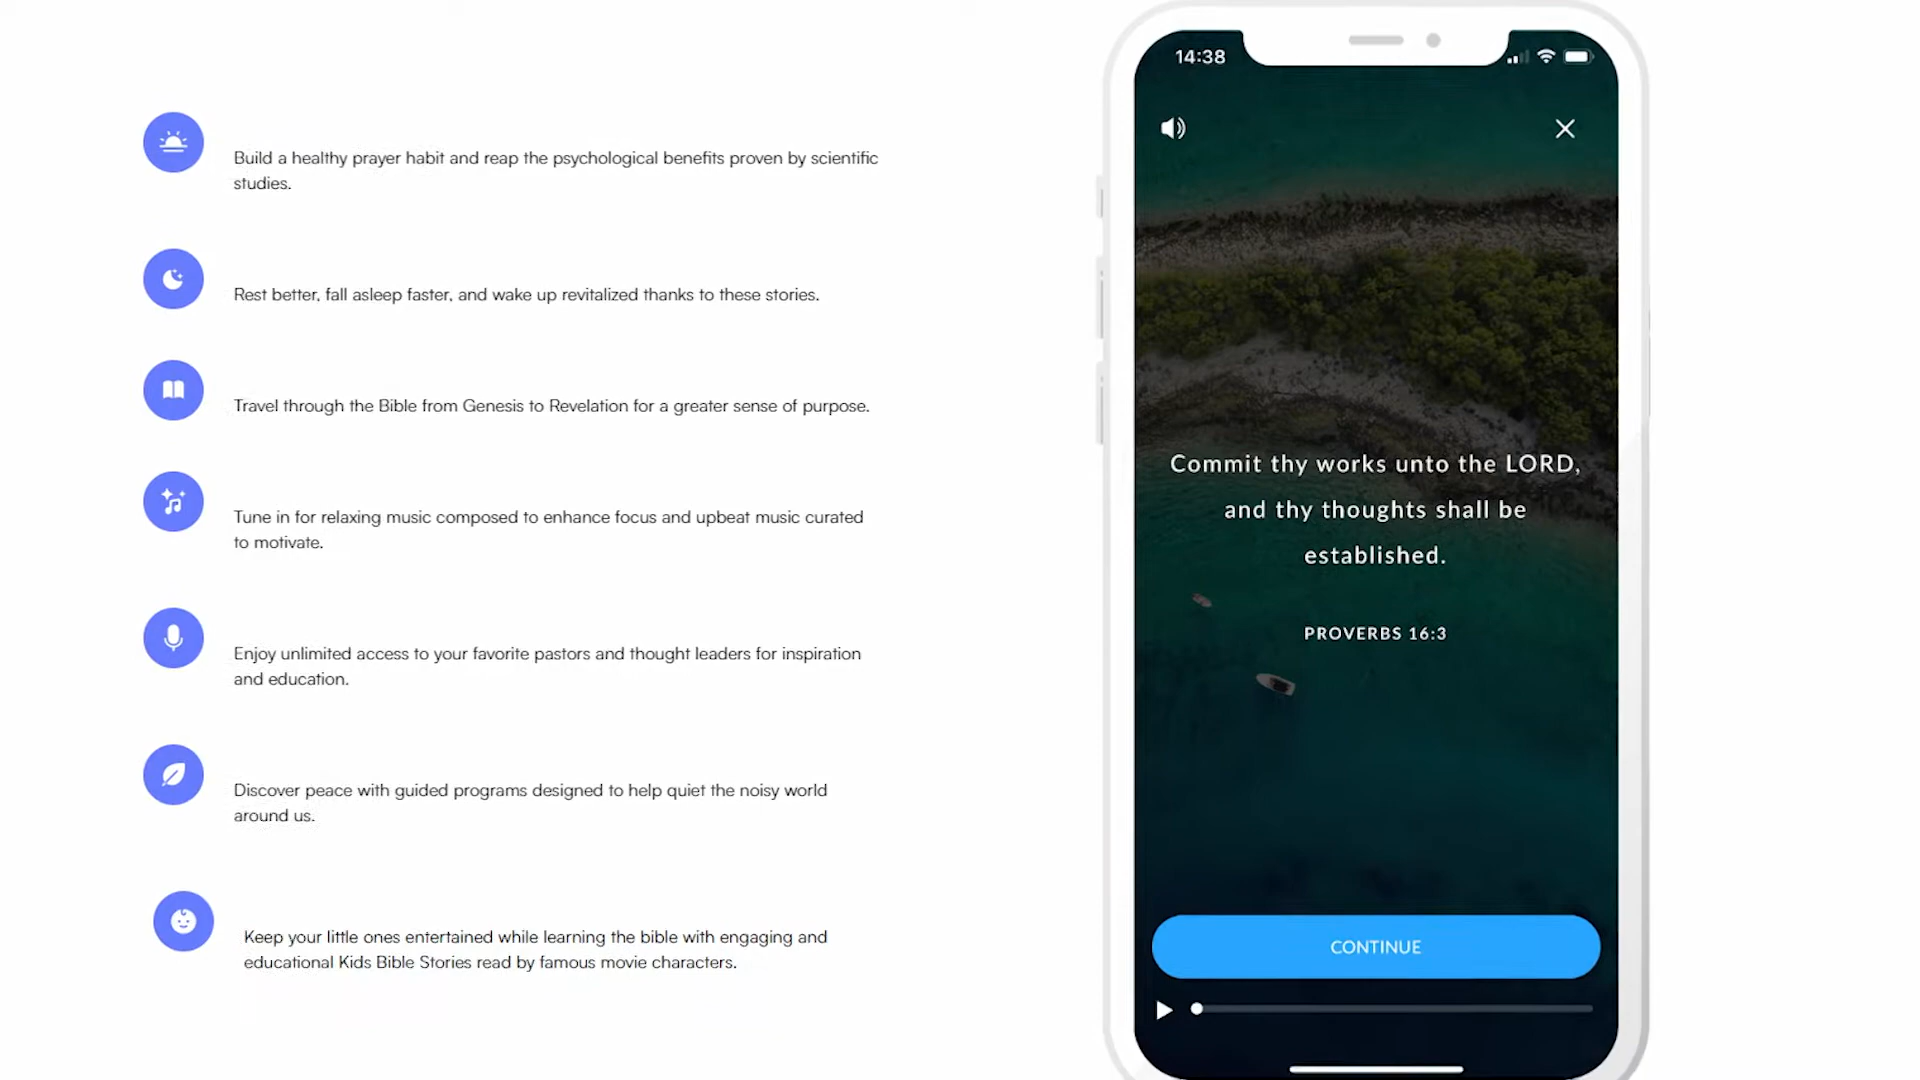 Build a healthy prayer habit and reap the psychological benefits proven by scientific
studies.
Rest better, fall asleep faster, and wake up revitalized thanks to these stories.
Travel through the Bible from Genesis to Revelation for a greater sense of purpose.
Tune in for relaxing music composed to enhance focus and upbeat music curated
to motivate.
Enjoy unlimited access to your favorite pastors and thought leaders for inspiration
and education.
Discover peace with guided programs designed to help quiet the noisy world
around us.
Keep your little ones entertained while learning the bible with engaging and
educational Kids Bible Stories read by famous movie characters.
14:38
Commit thy works unto the LORD,
and thy thoughts shall be
established.
PROVERBS 16:3
CONTINUE